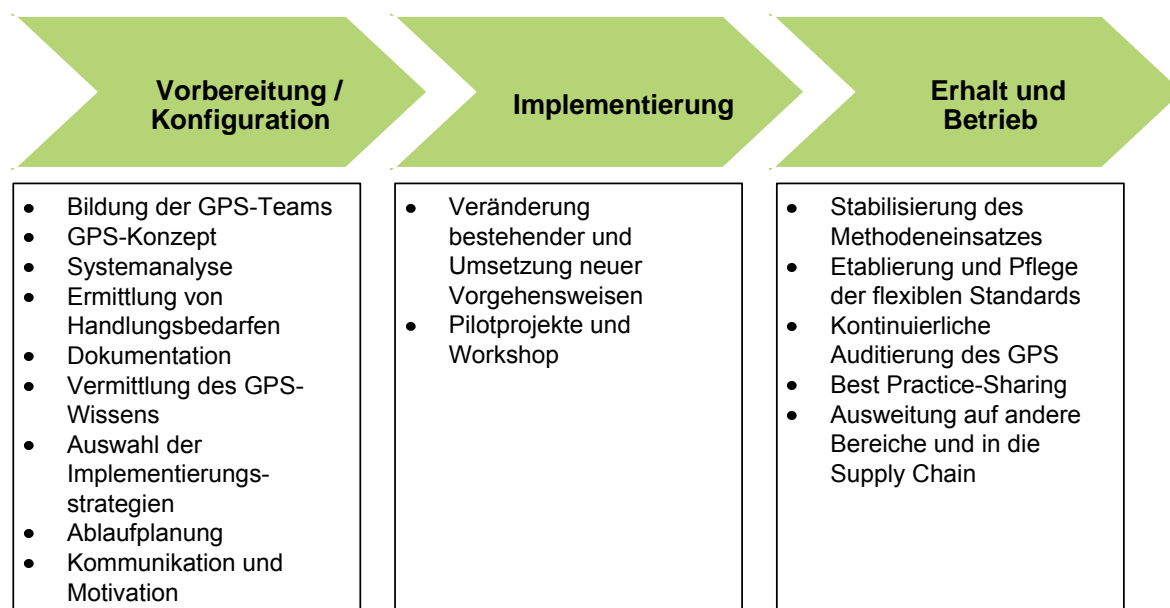 Vorbereitung /
Konfiguration
• Bildung der GPS-Teams
• GPS-Konzept
• Systemanalyse
• Ermittlung von
Handlungsbedarfen
• Dokumentation
• Vermittlung des GPS-
Wissens
• Auswahl der
Implementierungs-
strategien
• Ablaufplanung
• Kommunikation und
Motivation
Implementierung
• Veränderung
bestehender und
Umsetzung neuer
Vorgehensweisen
• Pilotprojekte und
Workshop
Erhalt und
Betrieb
• Stabilisierung des
Methodeneinsatzes
• Etablierung und Pflege
der flexiblen Standards
• Kontinuierliche
Auditierung des GPS
• Best Practice-Sharing
• Ausweitung auf andere
Bereiche und in die
Supply Chain